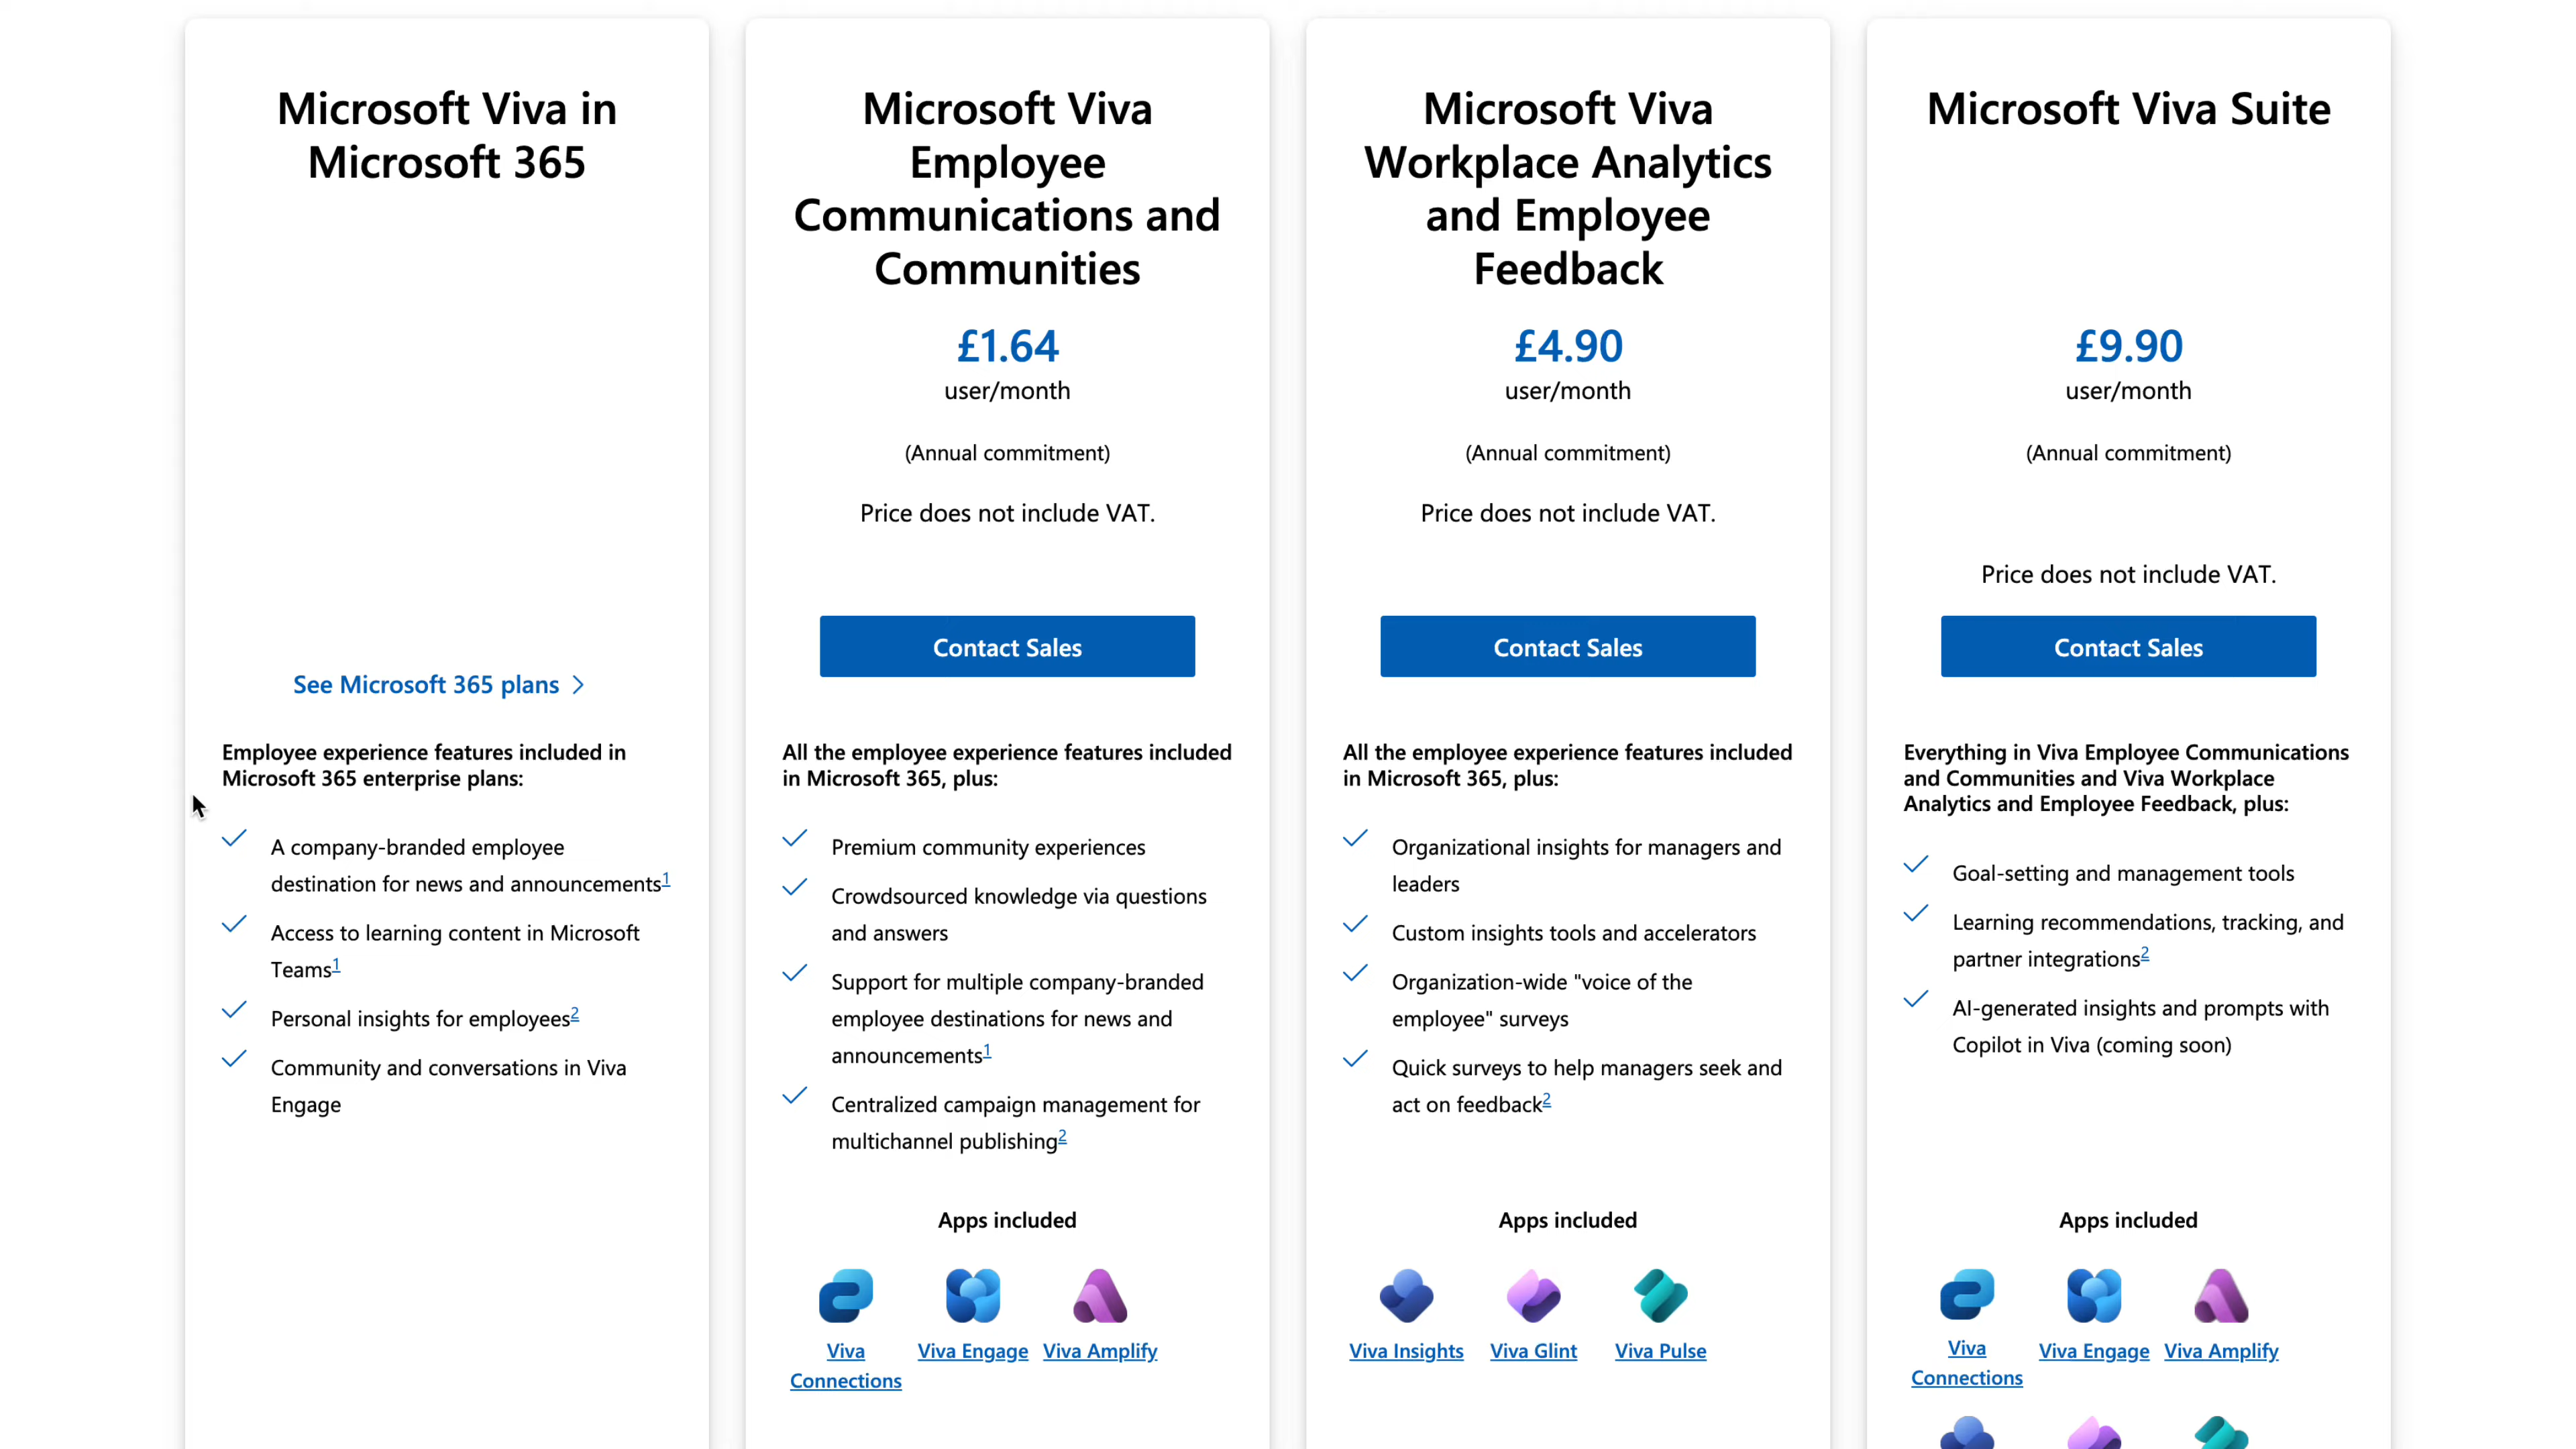 Microsoft Viva in
Microsoft 365
See Microsoft 365 plans
Employee experience features included in
Microsoft 365 enterprise plans:
A company-branded employee
destination for news and announcements1
Access to learning content in Microsoft
Teams1
Personal insights for employees2
Community and conversations in Viva
Engage
Microsoft Viva
Employee
Communications and
Communities
£1.64
user/month
(Annual commitment)
Price does not include VAT.
Contact Sales
All the employee experience features included
in Microsoft 365, plus:
Premium community experiences
Crowdsourced knowledge via questions
and answers
Support for multiple company-branded
employee destinations for news and
announcements1
Centralized campaign management for
multichannel publishing2
Apps included
Viva
Connections
Viva Engage
Viva Amplify
Microsoft Viva
Workplace Analytics
and Employee
Feedback
£4.90
user/month
(Annual commitment)
Price does not include VAT.
Contact Sales
All the employee experience features included
in Microsoft 365, plus:
Organizational insights for managers and
leaders
Custom insights tools and accelerators
Organization-wide "voice of the
employee" surveys
Quick surveys to help managers seek and
act on feedback2
Apps included
Viva Insights
Viva Glint
Viva Pulse
Microsoft Viva Suite
£9.90
user/month
(Annual commitment)
Price does not include VAT.
Contact Sales
Everything in Viva Employee Communications
and Communities and Viva Workplace
Analytics and Employee Feedback, plus:
Goal-setting and management tools
Learning recommendations, tracking, and
partner integrations2
AI-generated insights and prompts with
Copilot in Viva (coming soon)
Apps included
Viva
Connections
Viva Engage
Viva Amplify